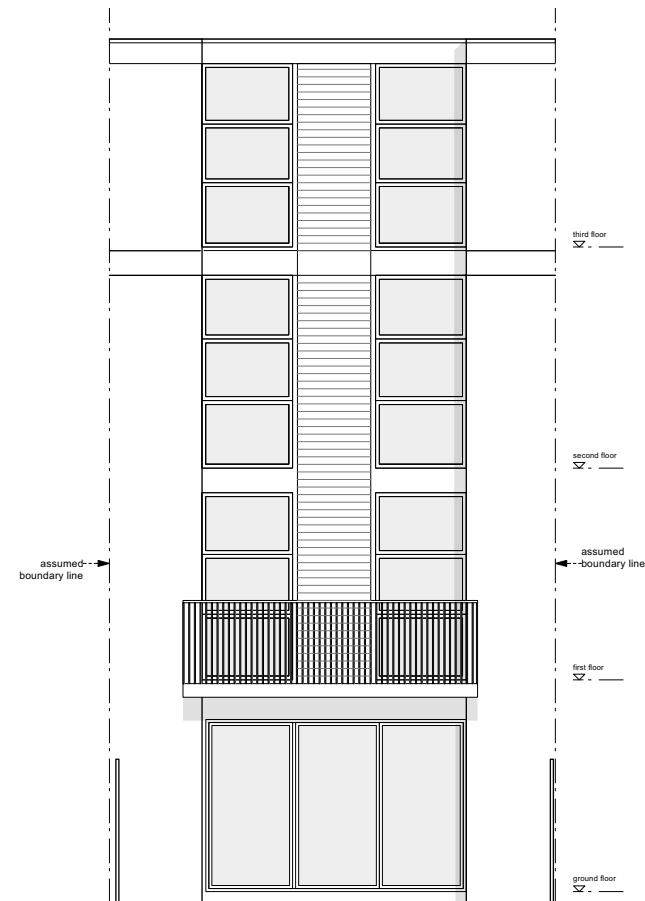 third floor
second floor
assumed
boundary line
assumed
boundary line
first floor
ground floor